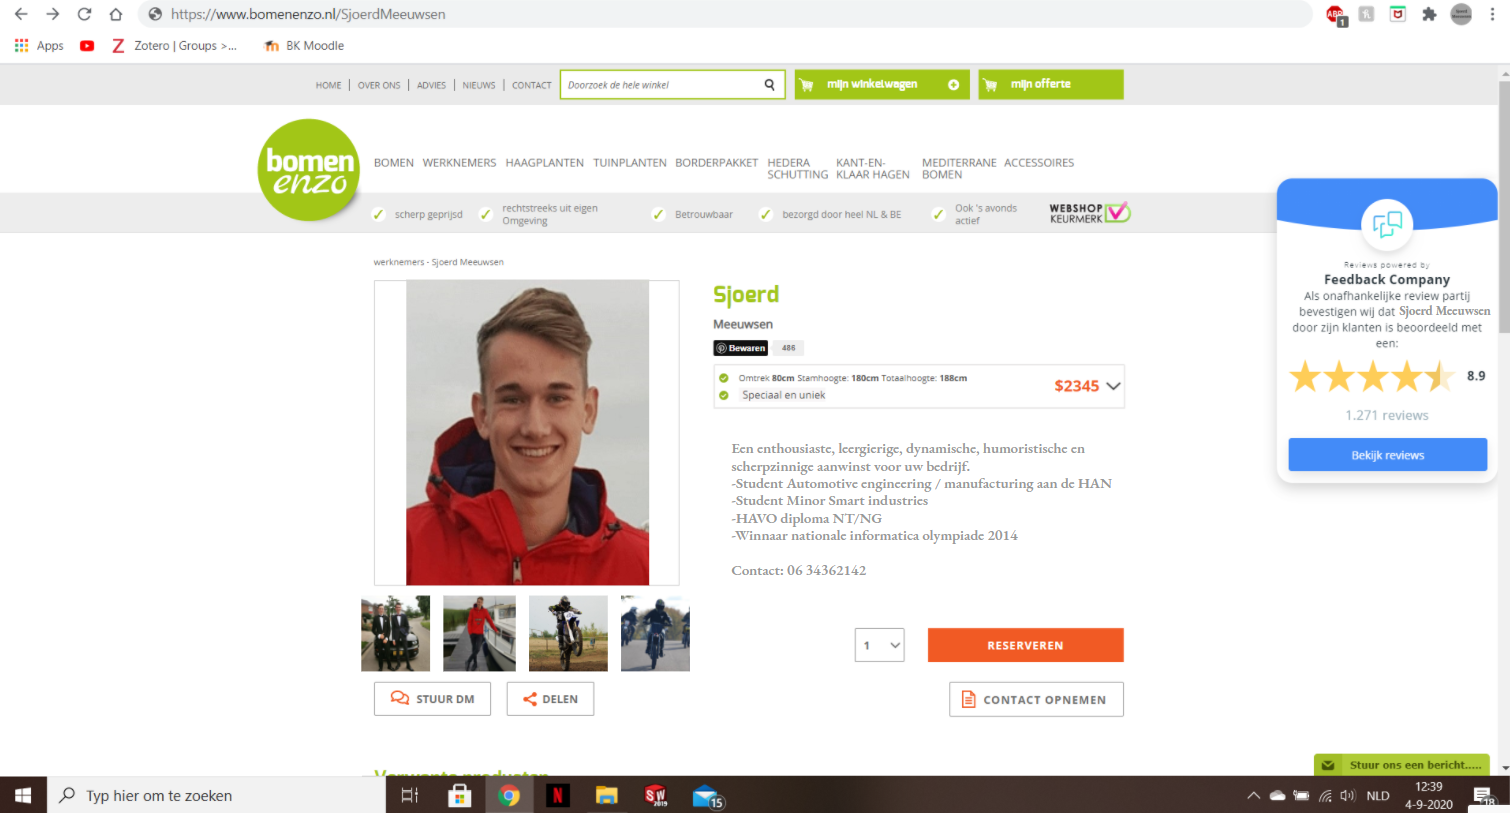 https://www.bomenenzo.nl/SjoerdMeeuwsen
ABP
1
Apps
Zotero | Groups >...
BK Moodle
HOME | OVER ONS | ADVIES | NIEUWS | CONTACT
Doorzoek de hele winkel
mijn winkelwagen
mijn offerte
bomen
enzo
BOMEN WERKNEMERS HAAGPLANTEN TUINPLANTEN BORDERPAKKET
HEDERA
SCHUTTING
KANT-EN-
KLAAR HAGEN
MEDITERRANE
BOMEN
ACCESSOIRES
scherp geprijsd
rechtstreeks uit eigen
Omgeving
Betrouwbaar
bezorgd door heel NL & BE
Ook 's avonds
actief
WEBSHOP
KEURMERK
werknemers - Sjoerd Meeuwsen
Sjoerd
Meeuwsen
Bewaren 486
Omtrek 80cm Stamhoogte: 180cm Totaalhoogte: 188cm
Speciaal en uniek
$2345
Een enthousiaste, leergierige, dynamische, humoristische en
scherpzinnige aanwinst voor uw bedrijf.
-Student Automotive engineering / manufacturing aan de HAN
-Student Minor Smart industries
-HAVO diploma NT/NG
-Winnaar nationale informatica olympiade 2014
Contact: 06 34362142
1
RESERVEREN
STUUR DM
DELEN
CONTACT OPNEMEN
Reviews powered by
Feedback Company
Als onafhankelijke review partij
bevestigen wij dat Sjoerd Meeuwsen
door zijn klanten is beoordeeld met
een:
8.9
1.271 reviews
Bekijk reviews
Verwante producten
Stuur ons een bericht.....
Typ hier om te zoeken
N
SW
2019
15
NLD
12:39
4-9-2020
18